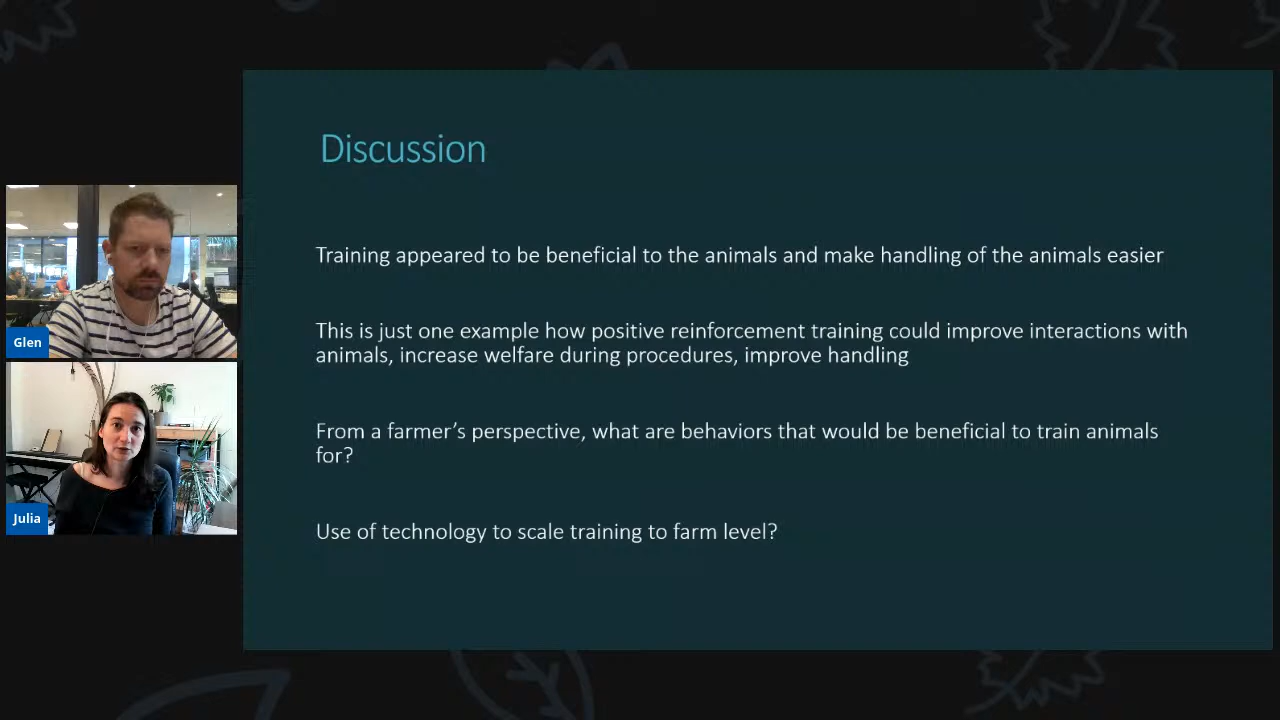 Discussion
Training appeared to be beneficial to the animals and make handling of the animals easier
This is just one example how positive reinforcement training could improve interactions with
animals, increase welfare during procedures, improve handling
From a farmer's perspective, what are behaviors that would be beneficial to train animals
for?
Use of technology to scale training to farm level?
Glen
Julia